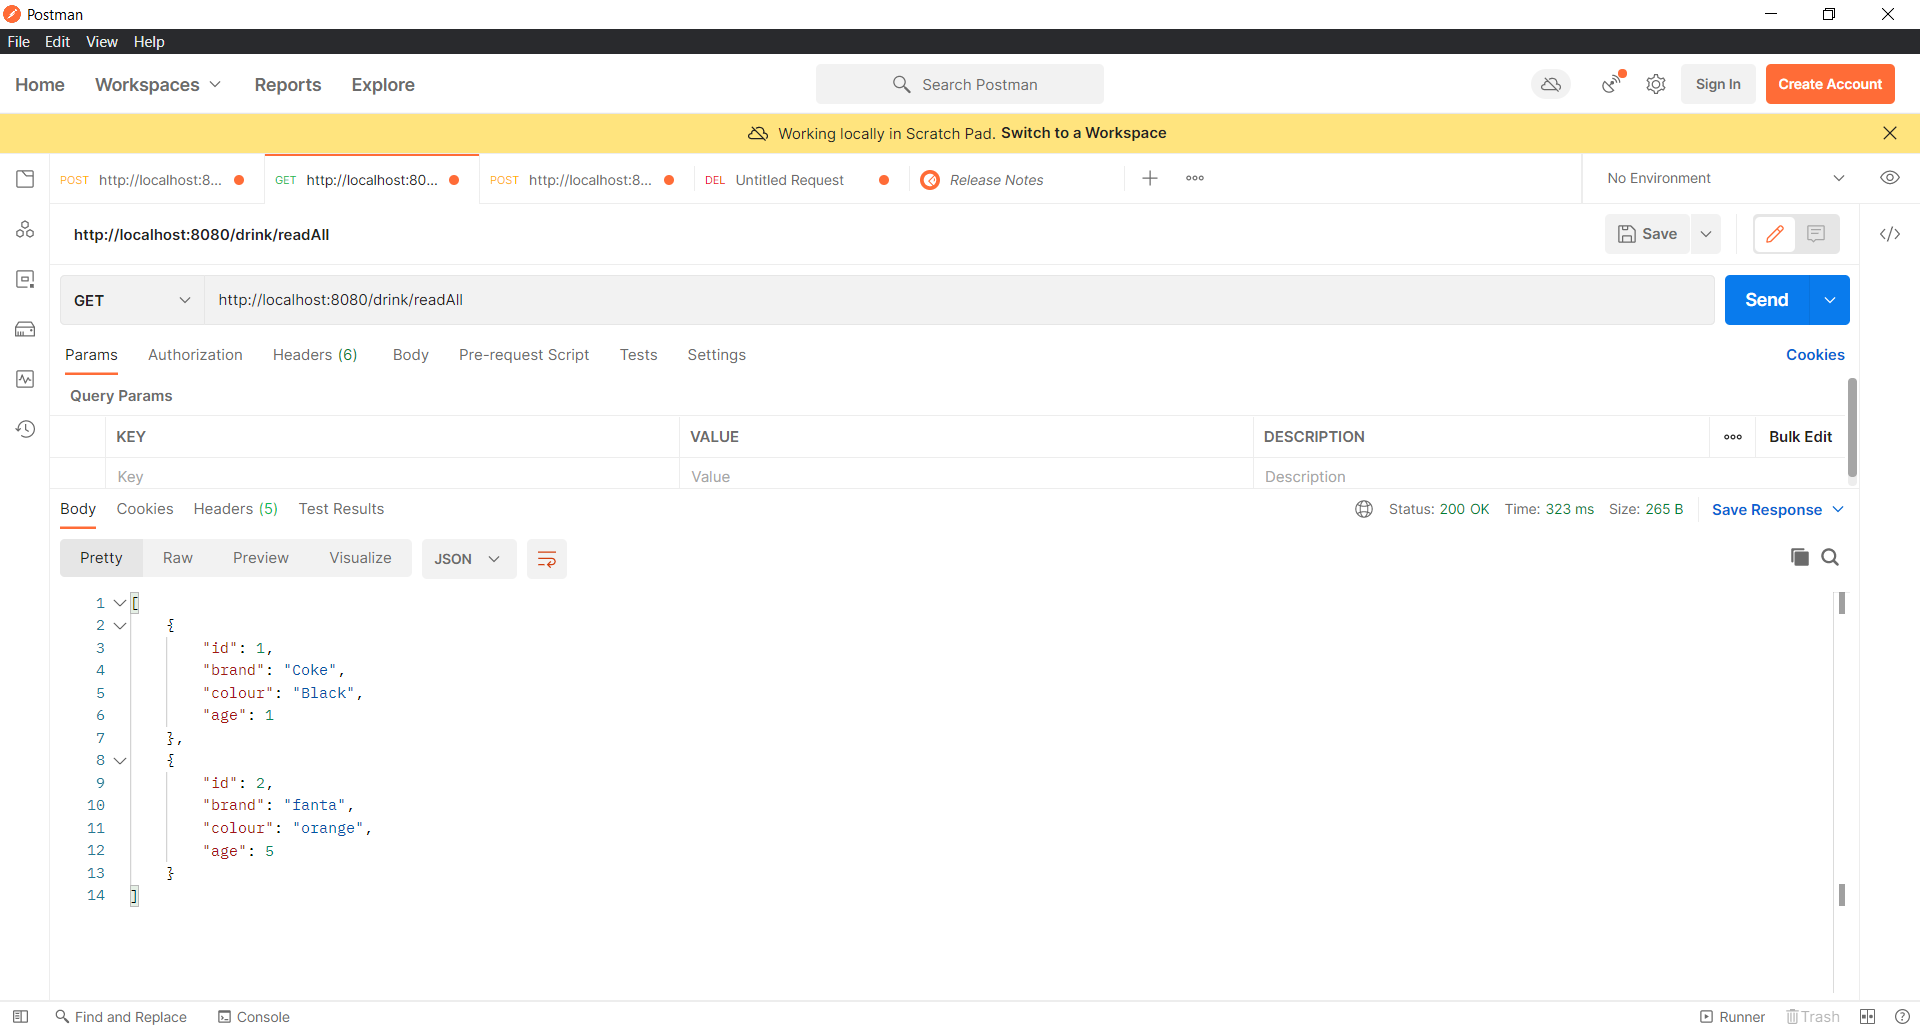 Postman
File Edit View Help
Home Workspaces Reports Explore Search Postman Sign In Create Account
Working locally in Scratch Pad. Switch to a Workspace
POST http://localhost:8... GET http://localhost:80... POST http://localhost:8... DEL Untitled Request Release Notes No Environment
http://localhost:8080/drink/readAll Save
GET http://localhost:8080/drink/readAll Send
Params Authorization Headers (6) Body Pre-request Script Tests Settings Cookies
Query Params
KEY VALUE DESCRIPTION Bulk Edit
Key Value Description
Body Cookies Headers (5) Test Results Status: 200 OK Time: 323 ms Size: 265 B Save Response
Pretty Raw Preview Visualize JSON
1 [
2 {
3 "id": 1,
4 "brand": "Coke",
5 "colour": "Black",
6 "age": 1
7 },
8 {
9 "id": 2,
10 "brand": "fanta",
11 "colour": "orange",
12 "age": 5
13 }
14 ]
Find and Replace Console Runner Trash